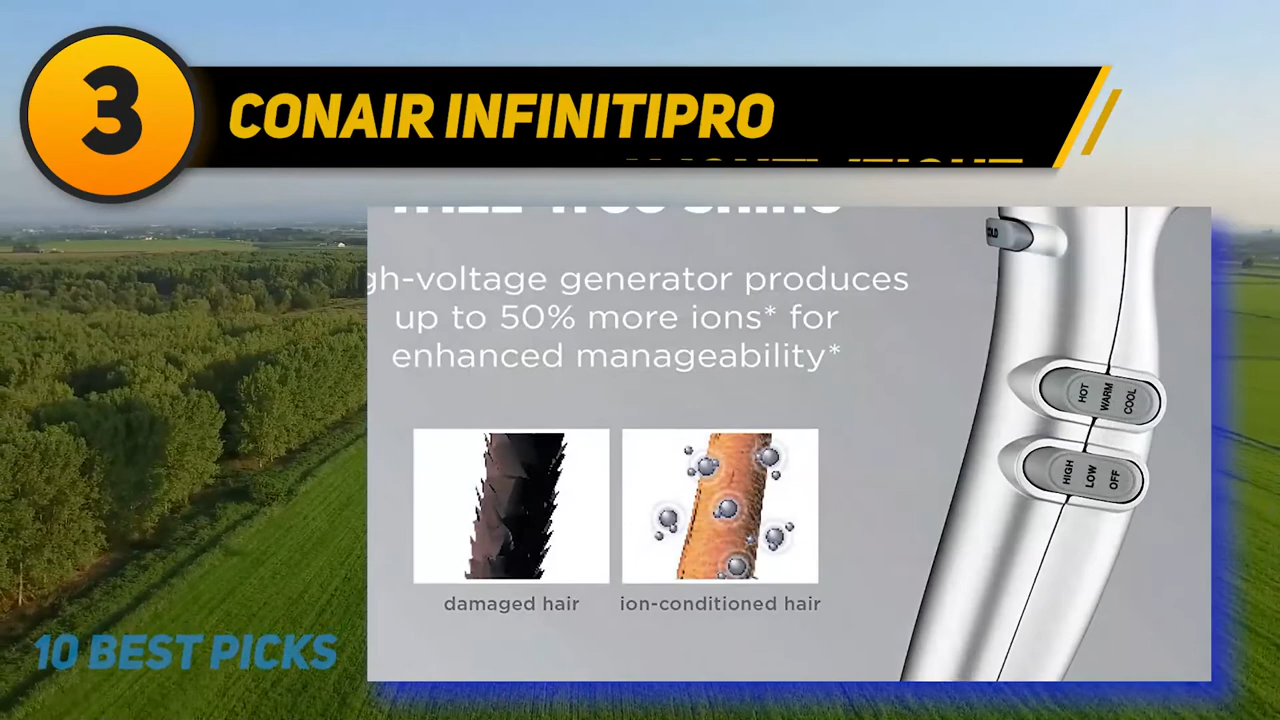 3
CONAIR INFINITIPRO
gh-voltage generator produces
up to 50% more ions* for
enhanced manageability*
COLD
HOT
WARM
COOL
HIGH
LOW
OFF
damaged hair
ion-conditioned hair
10 BEST PICKS